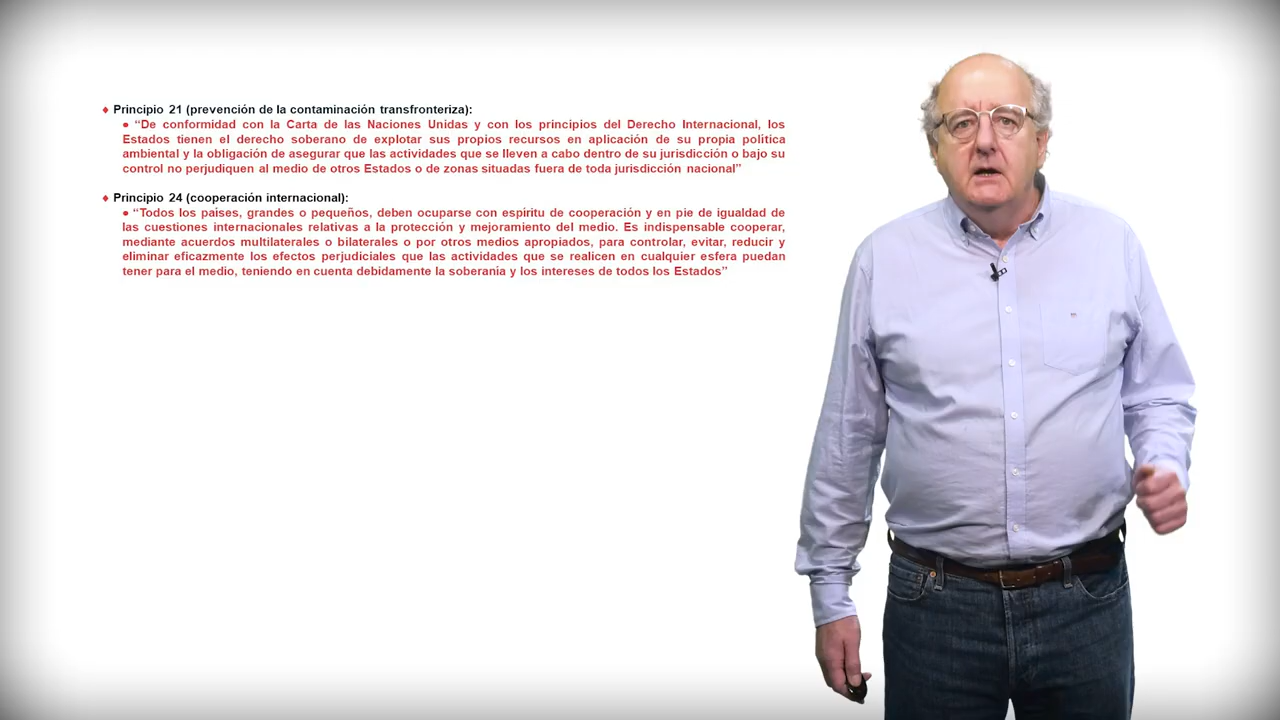 ♦ Principio 21 (prevención de la contaminación transfronteriza):
● “De conformidad con la Carta de las Naciones Unidas y con los principios del Derecho Internacional, los
Estados tienen el derecho soberano de explotar sus propios recursos en aplicación de su propia política
ambiental y la obligación de asegurar que las actividades que se lleven a cabo dentro de su jurisdicción o bajo su
control no perjudiquen al medio de otros Estados o de zonas situadas fuera de toda jurisdicción nacional”
♦ Principio 24 (cooperación internacional):
● “Todos los países, grandes o pequeños, deben ocuparse con espíritu de cooperación y en pie de igualdad de
las cuestiones internacionales relativas a la protección y mejoramiento del medio. Es indispensable cooperar,
mediante acuerdos multilaterales o bilaterales o por otros medios apropiados, para controlar, evitar, reducir y
eliminar eficazmente los efectos perjudiciales que las actividades que se realicen en cualquier esfera puedan
tener para el medio, teniendo en cuenta debidamente la soberanía y los intereses de todos los Estados”